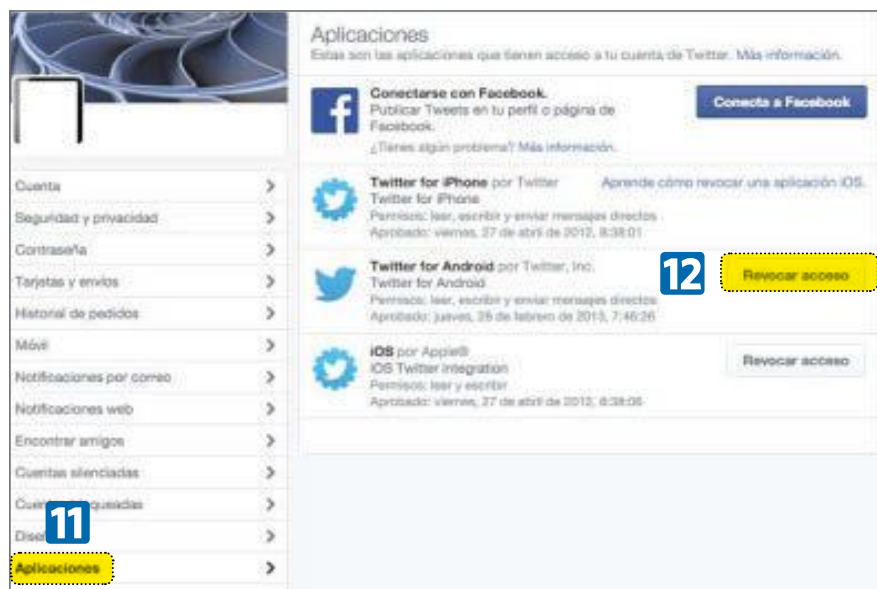 Aplicaciones
Estas son las aplicaciones que tienen acceso a tu cuenta de Twitter. Más información.
Conectarse con Facebook.
Publicar Tweets en tu perfil o página de
Facebook.
¿Tienes algún problema? Más información.
Conecta a Facebook
Twitter for iPhone por Twitter
Aprende cómo revocar una aplicación iOS.
Twitter for iPhone
Permisos: leer, escribir y enviar mensajes directos
Aprobado: viernes, 27 de abril de 2012, 8:38:01
Twitter for Android por Twitter, Inc.
Twitter for Android
Permisos: leer, escribir y enviar mensajes directos
Aprobado: jueves, de febrero de 2013, 7:46:26
12
Revocar acceso
iOS por Apple®
iOS Twitter integration
Permisos: leer y escribir
Aprobado: viernes, 27 de abril de 2012, 8:38:06
Revocar acceso
Cuenta
Seguridad y privacidad
Contraseña
Tarjetas y envíos
Historial de pedidos
Móvil
Notificaciones por correo
Notificaciones web
Encontrar amigos
Cuentas silenciadas
11
Aplicaciones